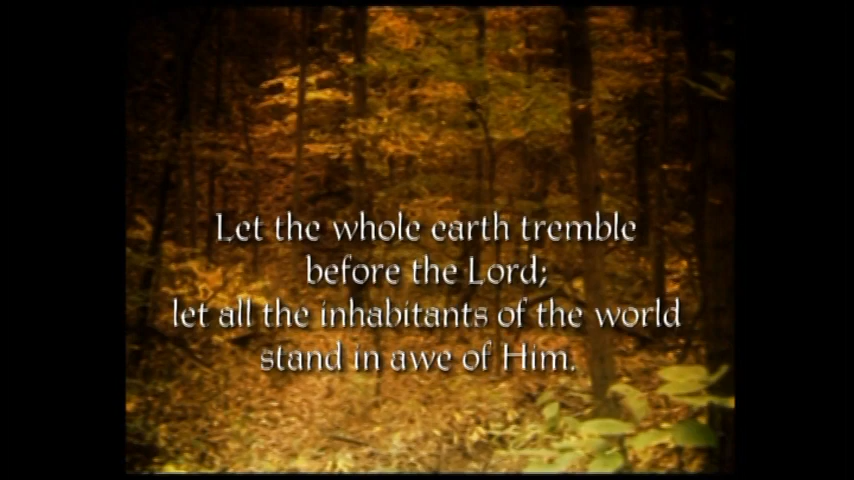 Let the whole earth tremble
before the Lord;
let all the inhabitants of the world
stand in awe of Him.